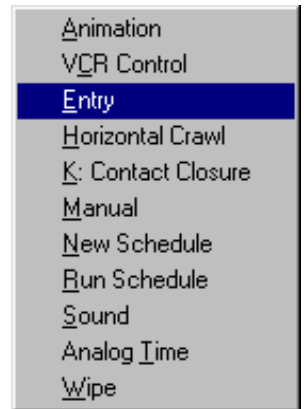 Animation
VCR Control
Entry
Horizontal Crawl
K: Contact Closure
Manual
New Schedule
Run Schedule
Sound
Analog Time
Wipe